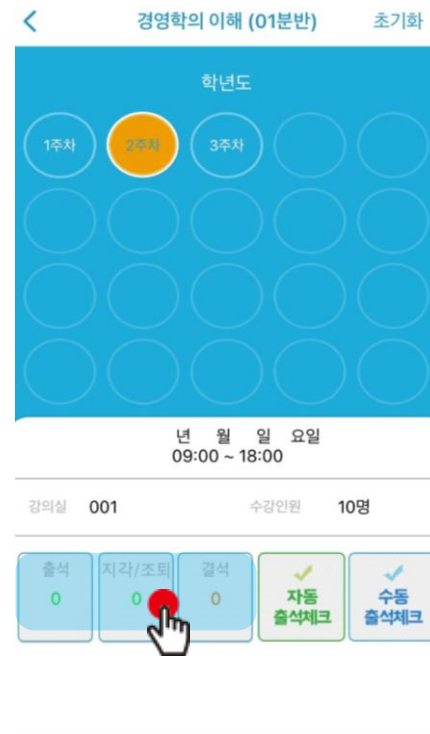 경영학의 이해 (01분반) 초기화
학년도
1주차 2주차 3주차
년 월 일 요일
09:00 ~ 18:00
강의실 001 수강인원 10명
출석 지각/조퇴 결석
0 0 0
자동 수동
출석체크 출석체크